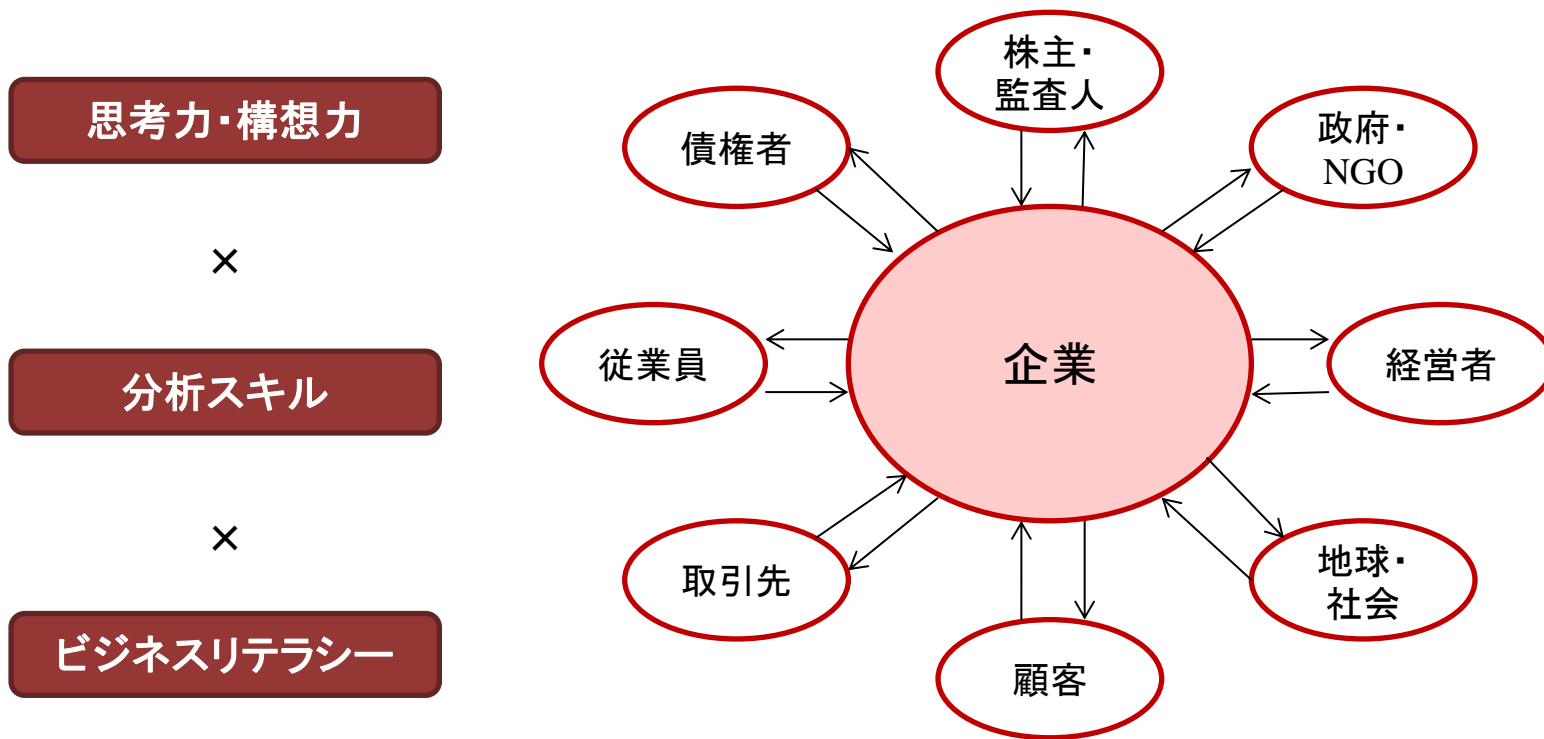 思考力・構想力
×
分析スキル
×
ビジネスリテラシー
株主・
監査人
債権者
政府・
NGO
従業員
企業
経営者
取引先
地球・
社会
顧客